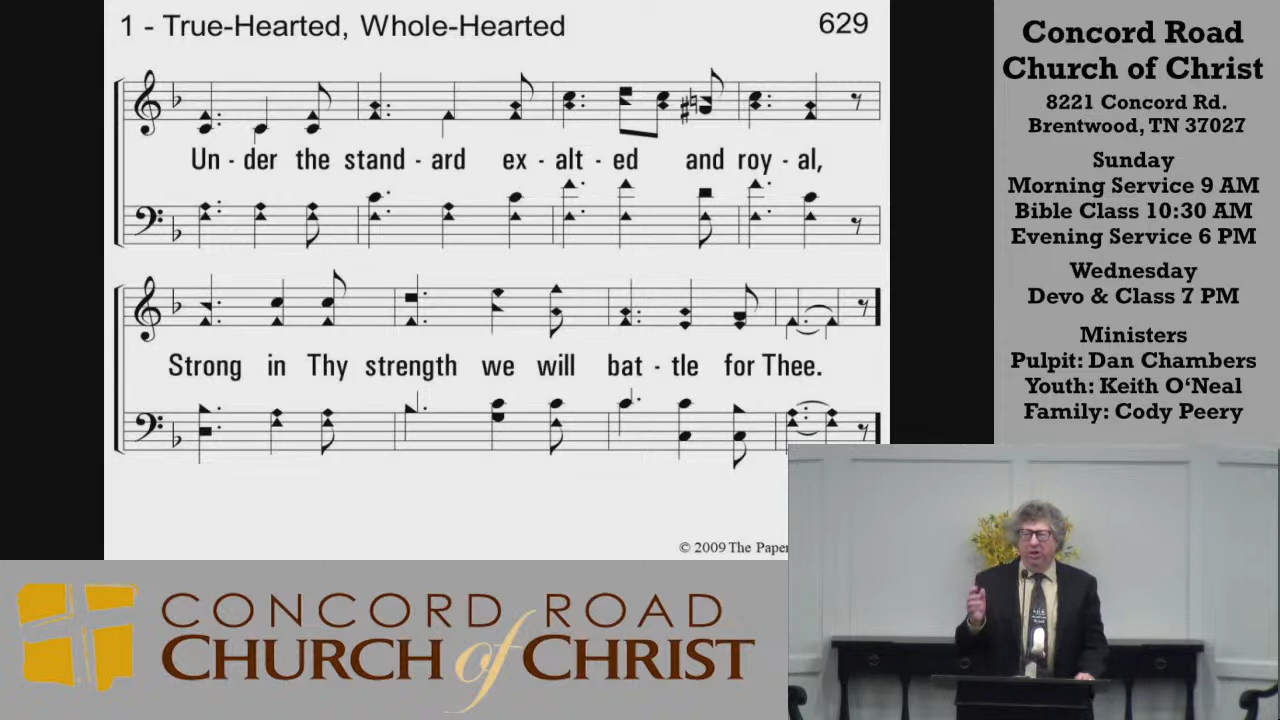 1 - True-Hearted, Whole-Hearted
629
Un - der the stand - ard ex - alt - ed and roy - al,
Strong in Thy strength we will bat - tle for Thee.
© 2009 The Paper
CONCORD ROAD
CHURCH of CHRIST
Concord Road
Church of Christ
8221 Concord Rd.
Brentwood, TN 37027
Sunday
Morning Service 9 AM
Bible Class 10:30 AM
Evening Service 6 PM
Wednesday
Devo & Class 7 PM
Ministers
Pulpit: Dan Chambers
Youth: Keith O‘Neal
Family: Cody Peery